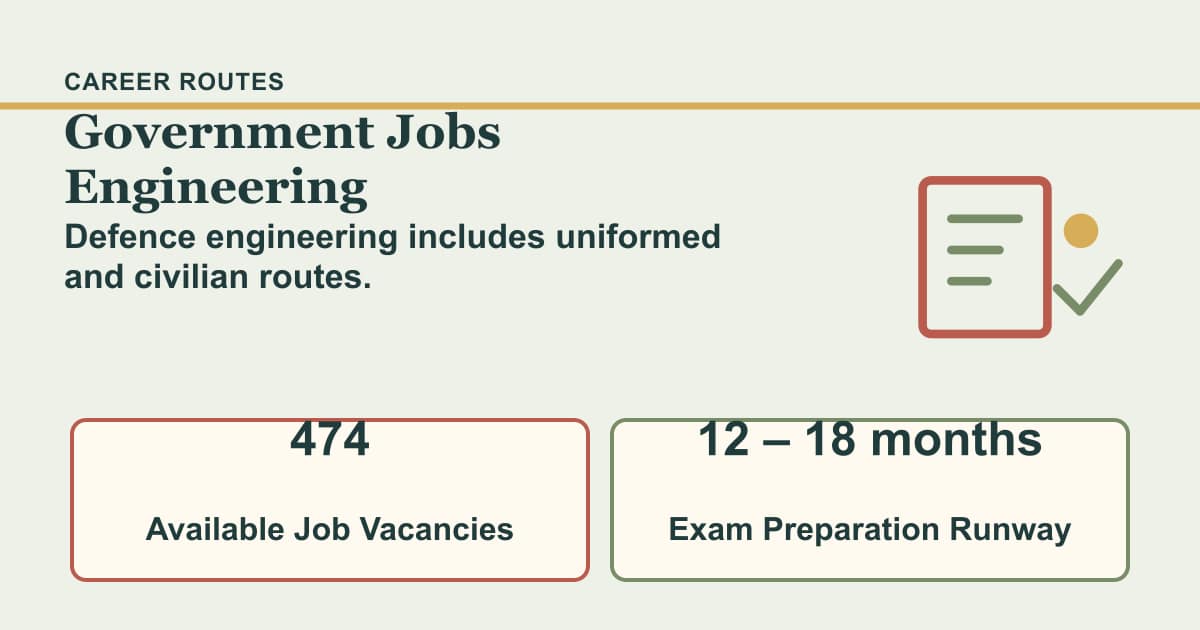 CAREER ROUTES
Government Jobs
Engineering
Defence engineering includes uniformed
and civilian routes.
474
Available Job Vacancies
12 – 18 months
Exam Preparation Runway